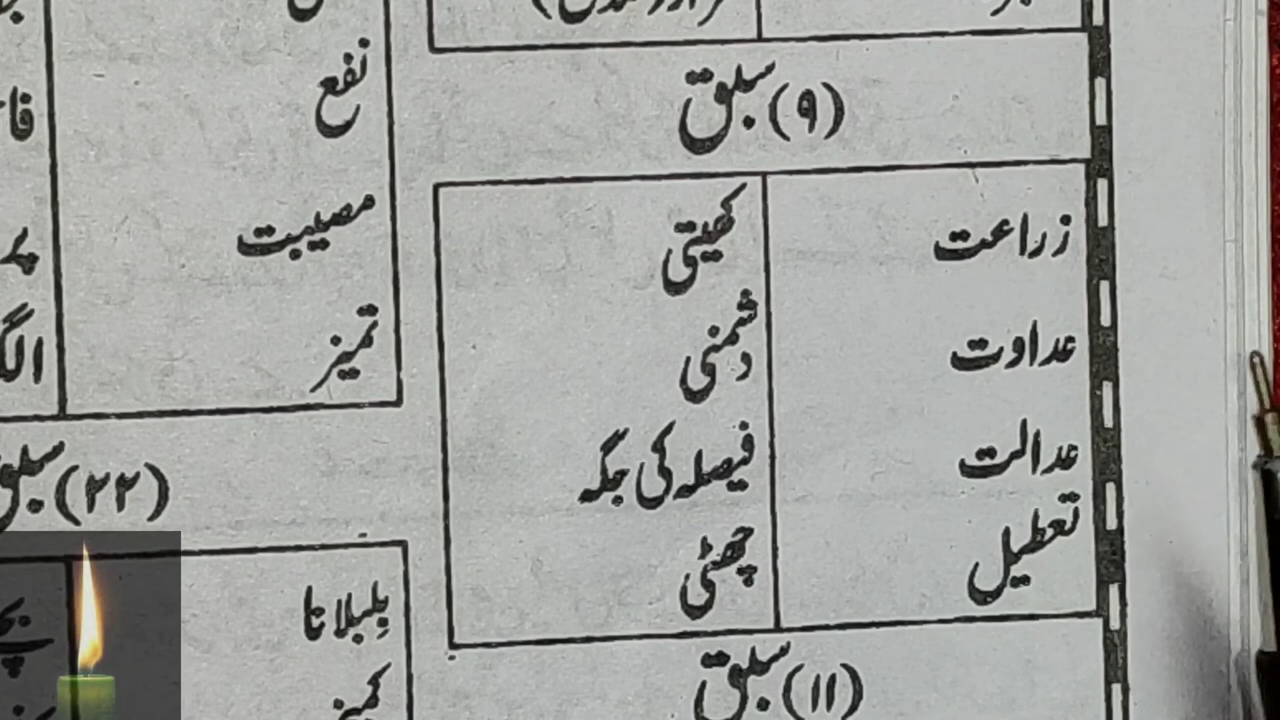 (۹) سبق
زراعت کھیتی
عداوت دشمنی
عدالت فیصلہ کی جگہ
تعطیل چھٹی
(۱۱) سبق
نفع
مصیبت
تمیز
(۲۲) سبق
بلبلانا